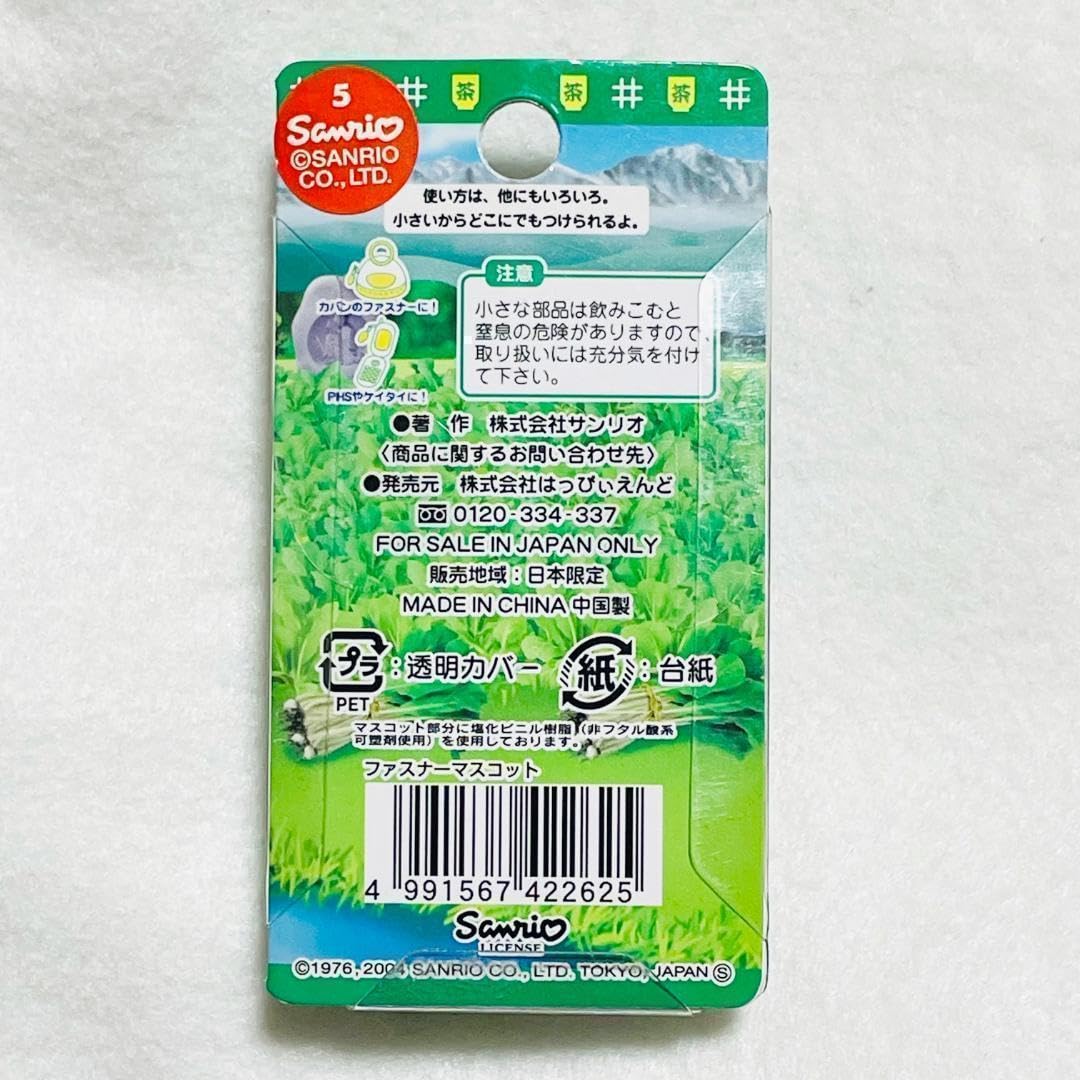 5
Sanrio
©SANRIO
CO., LTD.
茶 茶 茶
使い方は、他にもいろいろ。
小さいからどこにでもつけられるよ。
カバンのファスナーに!
PHSやケイタイに!
注意
小さな部品は飲みこむと
窒息の危険がありますので、
取り扱いには充分気を付け
て下さい。
●著 作 株式会社サンリオ
〈商品に関するお問い合わせ先〉
●発売元 株式会社はっぴぃえんど
0120-334-337
FOR SALE IN JAPAN ONLY
販売地域:日本限定
MADE IN CHINA 中国製
プラ:透明カバー
PET
紙:台紙
マスコット部分に塩化ビニル樹脂(非フタル酸系
可塑剤使用)を使用しております。
ファスナーマスコット
4 991567 422625
Sanrio
LICENSE
©1976, 2004 SANRIO CO., LTD. TOKYO, JAPAN Ⓢ